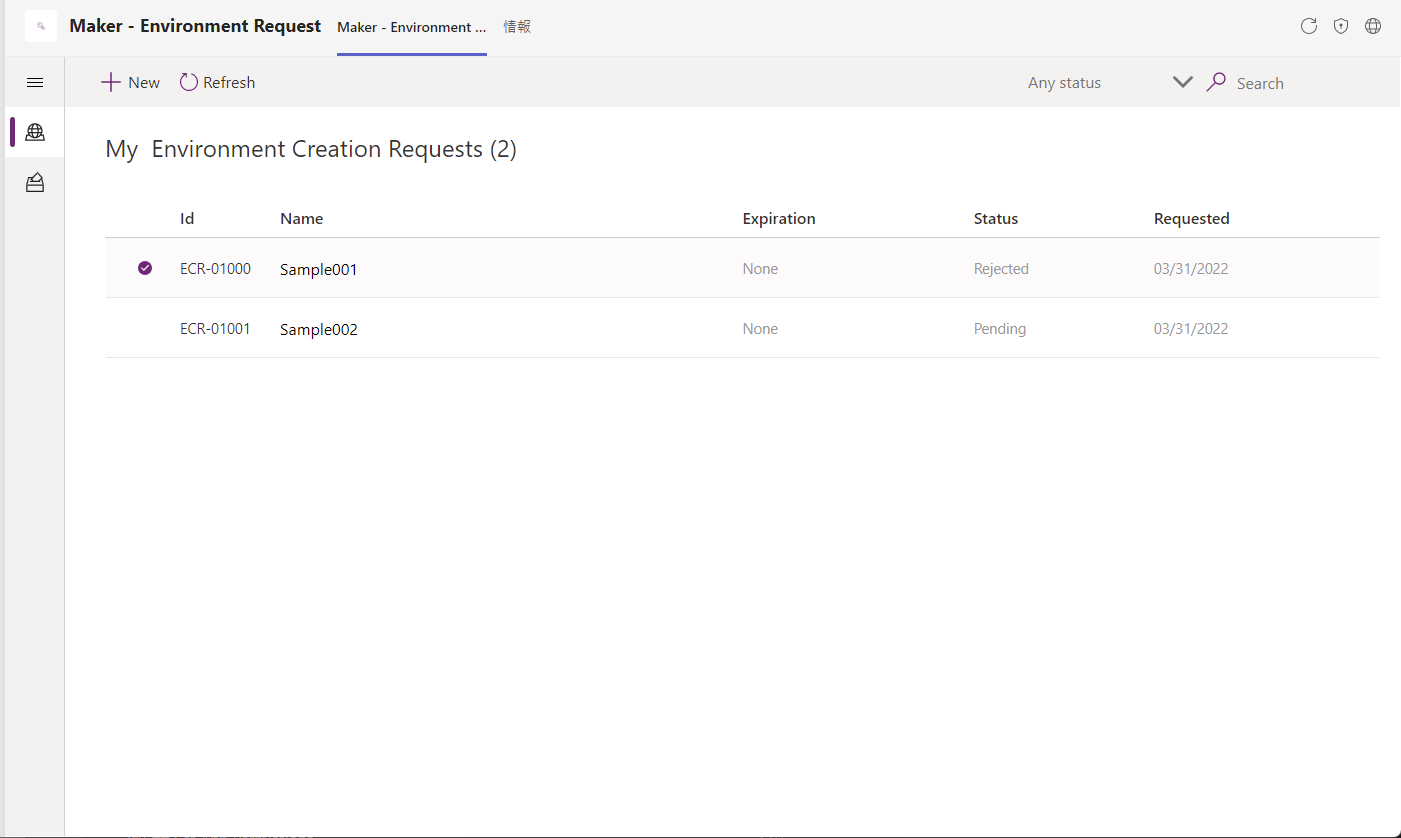 Maker - Environment Request Maker - Environment ... 情報
New Refresh Any status Search
My Environment Creation Requests (2)
Id Name Expiration Status Requested
ECR-01000 Sample001 None Rejected 03/31/2022
ECR-01001 Sample002 None Pending 03/31/2022